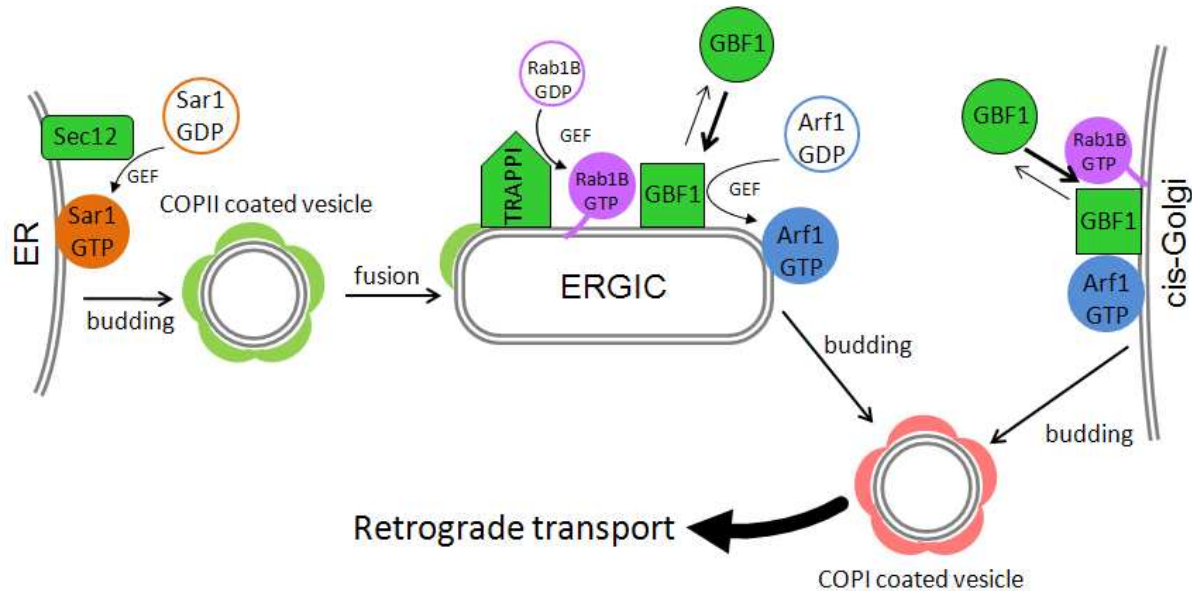 Sec12
Sar1
GDP
GEF
Sar1
GTP
ER
budding
COPII coated vesicle
fusion
Rab1B
GDP
GEF
TRAPPI
Rab1B
GTP
GBF1
GBF1
Arf1
GDP
GEF
Arf1
GTP
ERGIC
budding
GBF1
Rab1B
GTP
GBF1
Arf1
GTP
cis-Golgi
budding
Retrograde transport
COPI coated vesicle